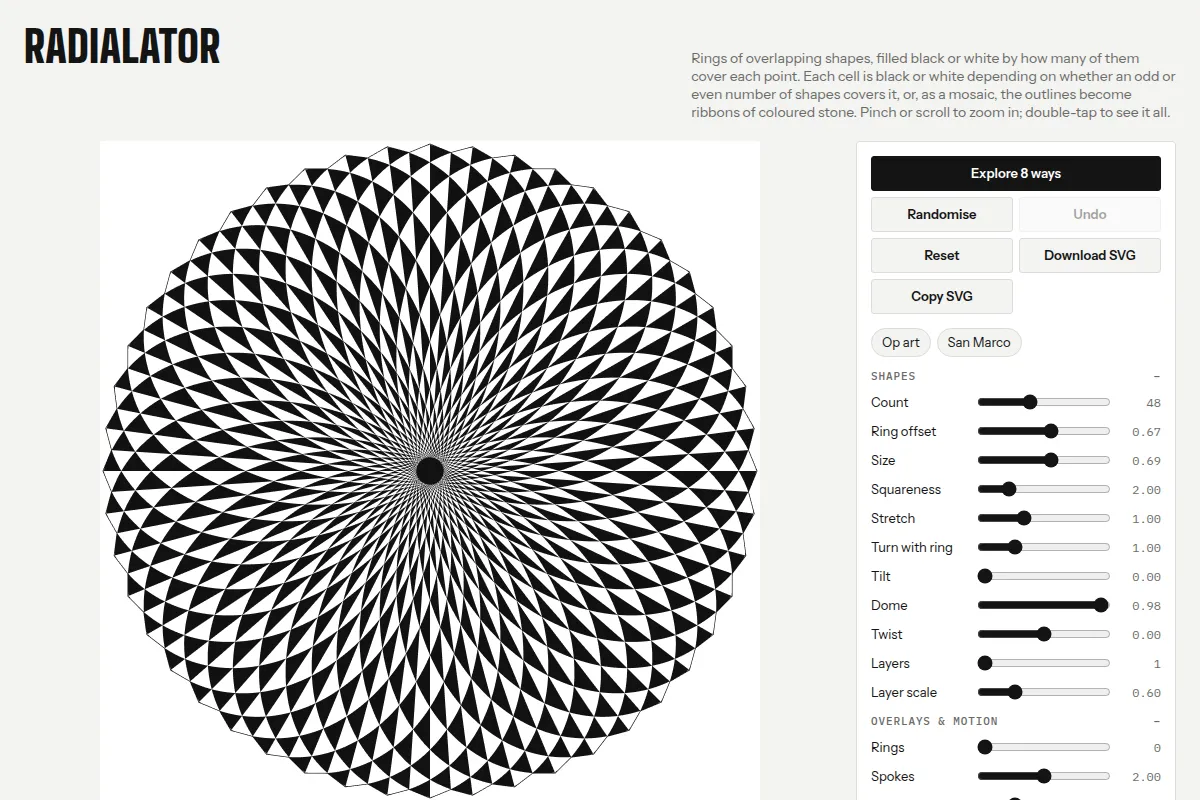 RADIALATOR
Rings of overlapping shapes, filled black or white by how many of them
cover each point. Each cell is black or white depending on whether an odd or
even number of shapes covers it, or, as a mosaic, the outlines become
ribbons of coloured stone. Pinch or scroll to zoom in; double-tap to see it all.
Explore 8 ways
Randomise Undo
Reset Download SVG
Copy SVG
Op art San Marco
SHAPES –
Count 48
Ring offset 0.67
Size 0.69
Squareness 2.00
Stretch 1.00
Turn with ring 1.00
Tilt 0.00
Dome 0.98
Twist 0.00
Layers 1
Layer scale 0.60
OVERLAYS & MOTION –
Rings 0
Spokes 2.00